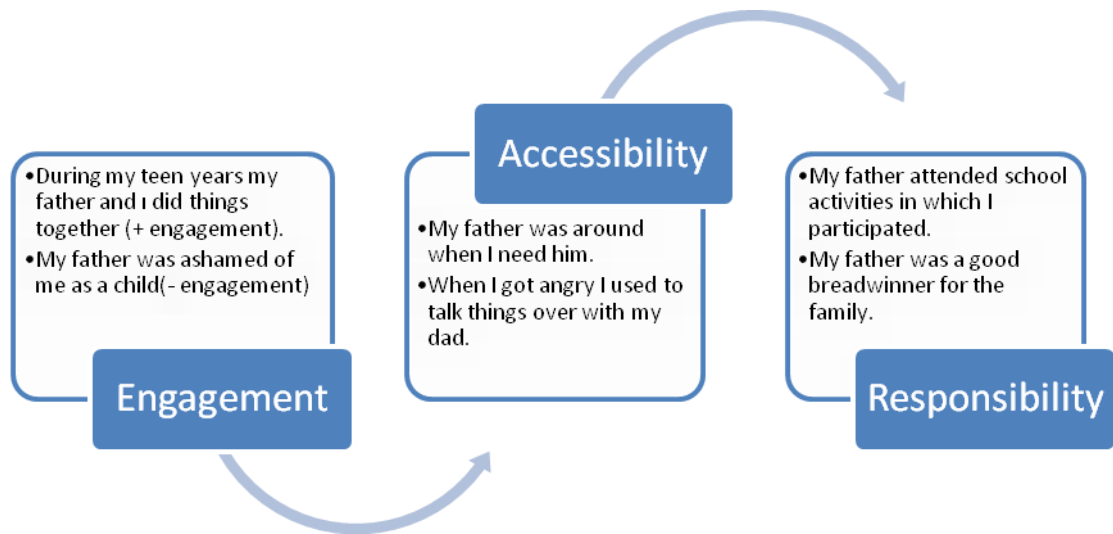 •During my teen years my
father and I did things
together (+ engagement).
•My father was ashamed of
me as a child(- engagement)
Engagement
Accessibility
•My father was around
when I need him.
•When I got angry I used to
talk things over with my
dad.
•My father attended school
activities in which I
participated.
•My father was a good
breadwinner for the
family.
Responsibility